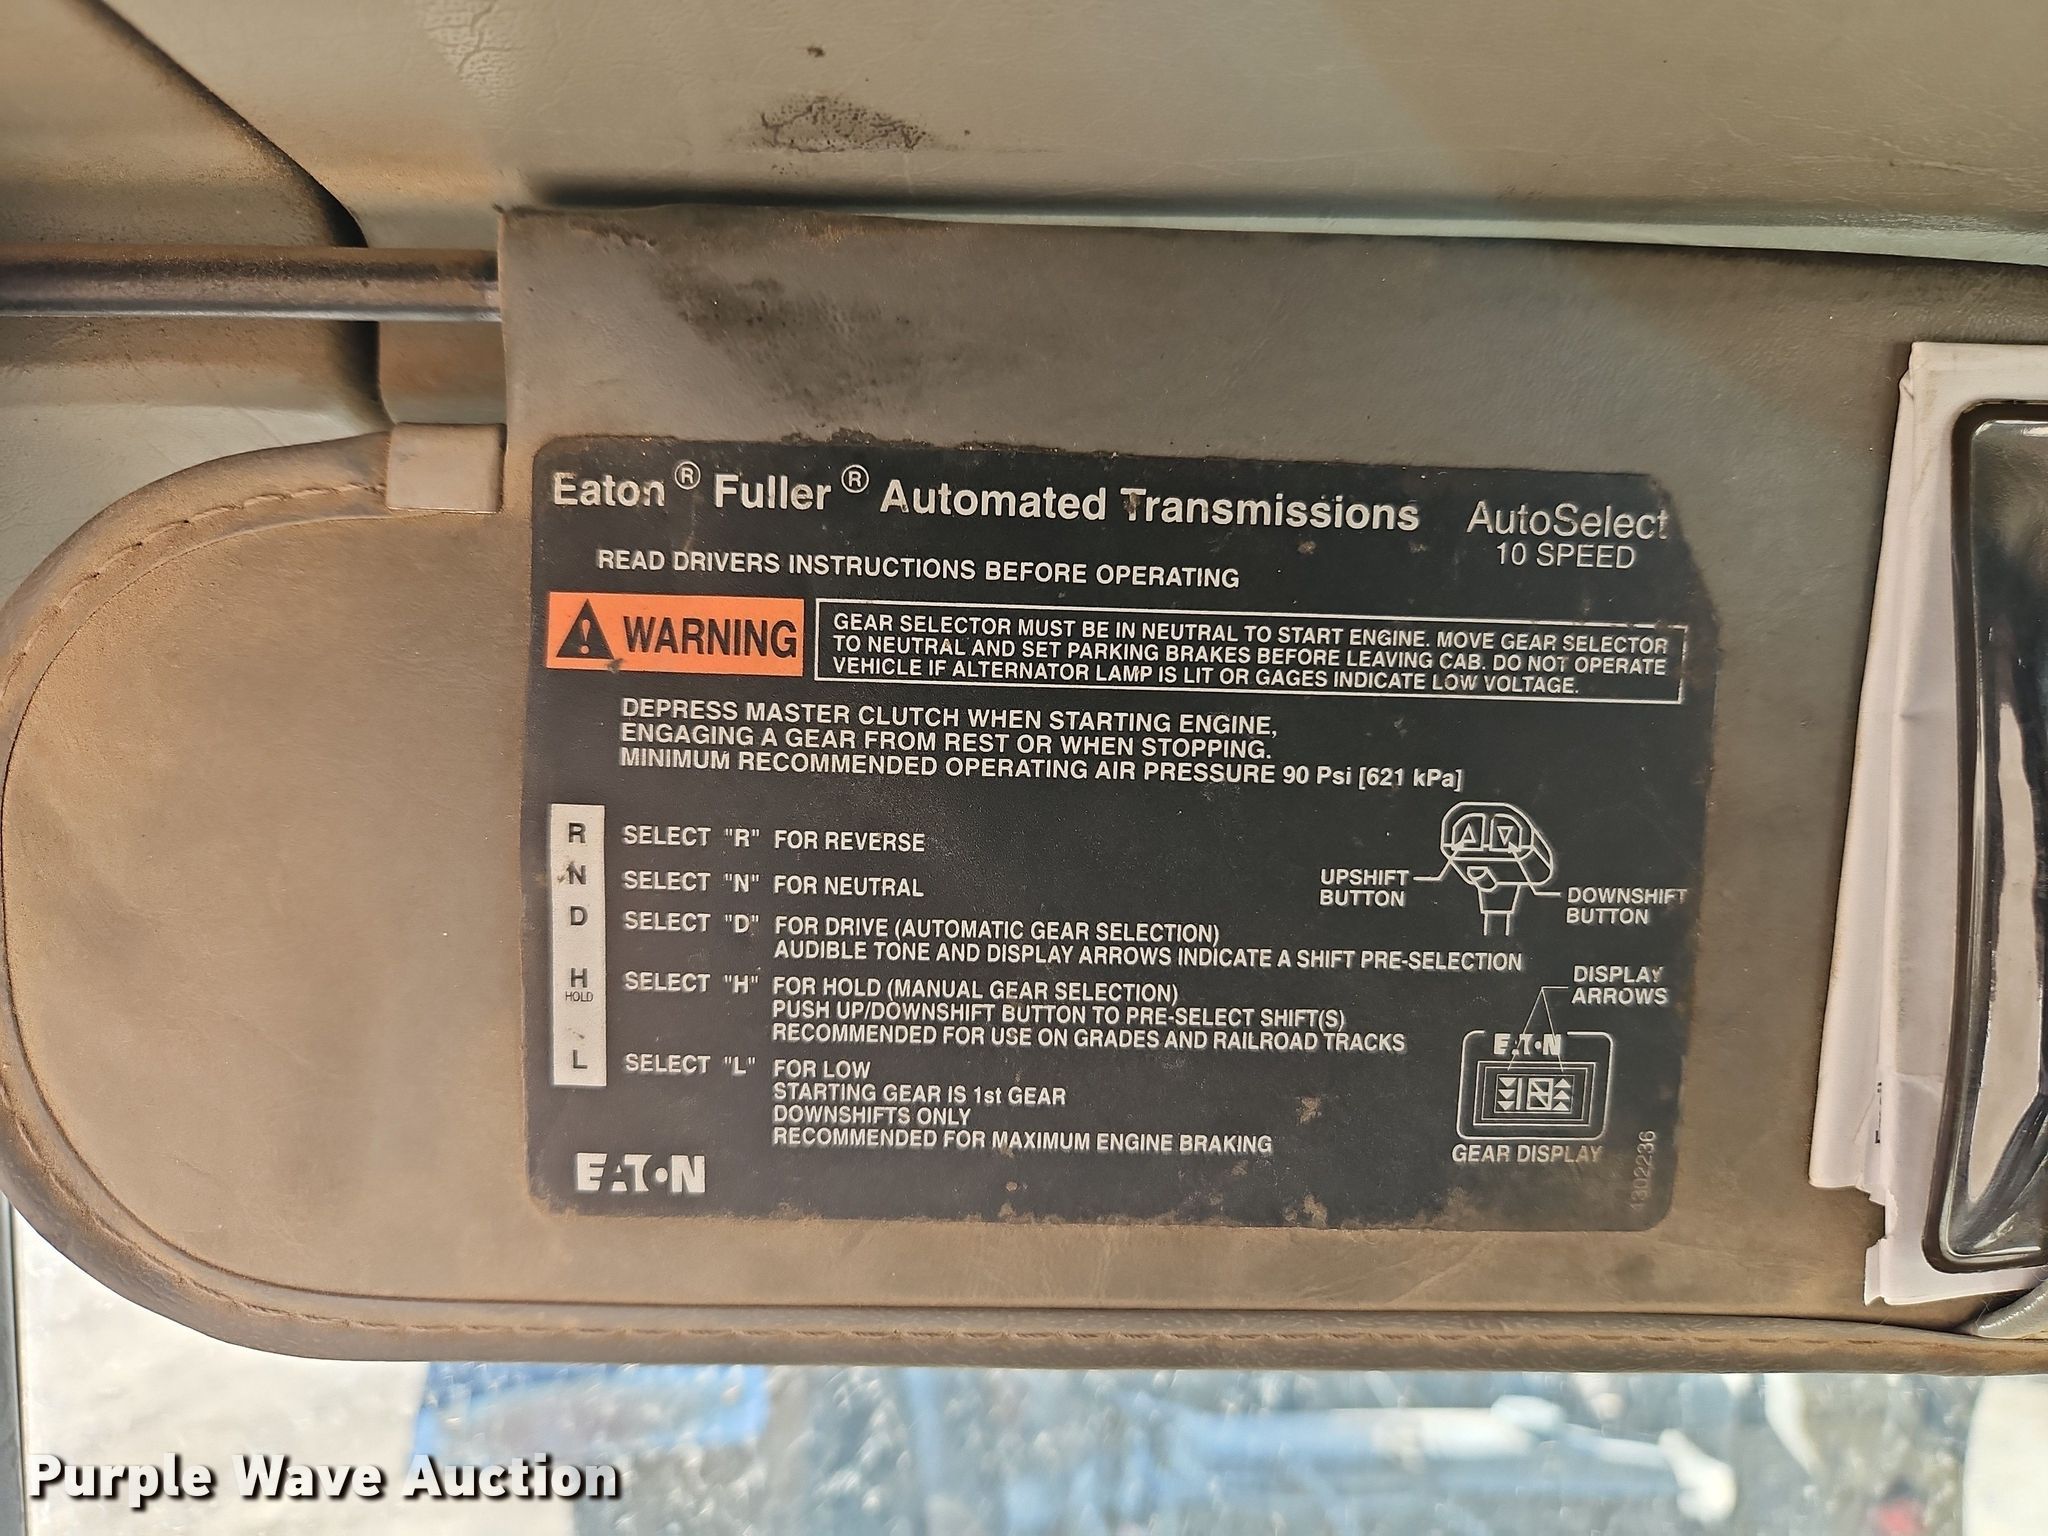 Eaton® Fuller® Automated Transmissions
AutoSelect
10 SPEED
READ DRIVERS INSTRUCTIONS BEFORE OPERATING
WARNING
GEAR SELECTOR MUST BE IN NEUTRAL TO START ENGINE. MOVE GEAR SELECTOR
TO NEUTRAL AND SET PARKING BRAKES BEFORE LEAVING CAB. DO NOT OPERATE
VEHICLE IF ALTERNATOR LAMP IS LIT OR GAGES INDICATE LOW VOLTAGE.
DEPRESS MASTER CLUTCH WHEN STARTING ENGINE,
ENGAGING A GEAR FROM REST OR WHEN STOPPING.
MINIMUM RECOMMENDED OPERATING AIR PRESSURE 90 Psi [621 kPa]
R SELECT "R" FOR REVERSE
N SELECT "N" FOR NEUTRAL
D SELECT "D" FOR DRIVE (AUTOMATIC GEAR SELECTION)
AUDIBLE TONE AND DISPLAY ARROWS INDICATE A SHIFT PRE-SELECTION
H SELECT "H" FOR HOLD (MANUAL GEAR SELECTION)
HOLD
PUSH UP/DOWNSHIFT BUTTON TO PRE-SELECT SHIFT(S)
RECOMMENDED FOR USE ON GRADES AND RAILROAD TRACKS
L SELECT "L" FOR LOW
STARTING GEAR IS 1st GEAR
DOWNSHIFTS ONLY
RECOMMENDED FOR MAXIMUM ENGINE BRAKING
UPSHIFT
BUTTON
DOWNSHIFT
BUTTON
DISPLAY
ARROWS
EATON
N
GEAR DISPLAY
EATON
4302236
Purple Wave Auction